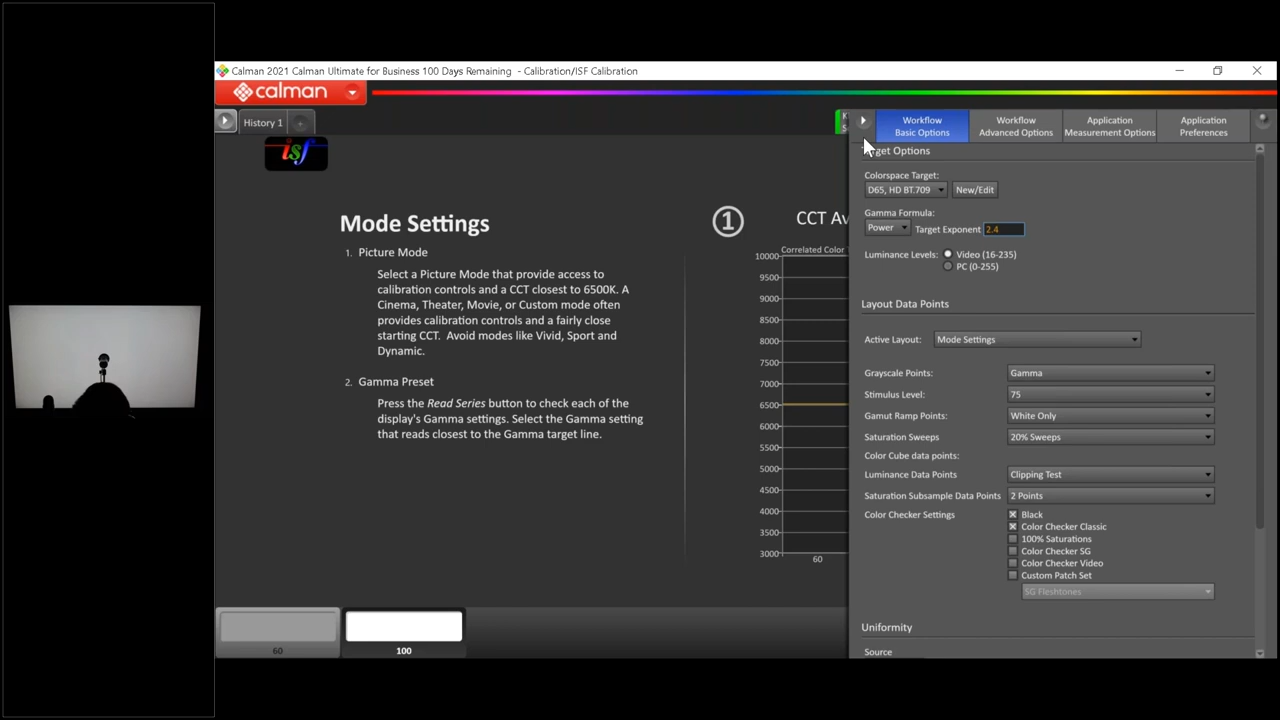 Calman 2021 Calman Ultimate for Business 100 Days Remaining - Calibration/ISF Calibration
calman
History 1
+
isf
Workflow
Basic Options
Workflow
Advanced Options
Application
Measurement Options
Application
Preferences
Target Options
Colorspace Target:
D65, HD BT.709
New/Edit
Gamma Formula:
Power
Target Exponent 2.4
Luminance Levels:
Video (16-235)
PC (0-255)
Mode Settings
1. Picture Mode
Select a Picture Mode that provide access to
calibration controls and a CCT closest to 6500K. A
Cinema, Theater, Movie, or Custom mode often
provides calibration controls and a fairly close
starting CCT. Avoid modes like Vivid, Sport and
Dynamic.
2. Gamma Preset
Press the Read Series button to check each of the
display's Gamma settings. Select the Gamma setting
that reads closest to the Gamma target line.
1
CCT Av
Correlated Color
10000
9500
9000
8500
8000
7500
7000
6500
6000
5500
5000
4500
4000
3500
3000
60
Layout Data Points
Active Layout: Mode Settings
Grayscale Points: Gamma
Stimulus Level: 75
Gamut Ramp Points: White Only
Saturation Sweeps: 20% Sweeps
Color Cube data points:
Luminance Data Points Clipping Test
Saturation Subsample Data Points 2 Points
Color Checker Settings
Black
Color Checker Classic
100% Saturations
Color Checker SG
Color Checker Video
Custom Patch Set
SG Fleshtones
Uniformity
Source
60
100